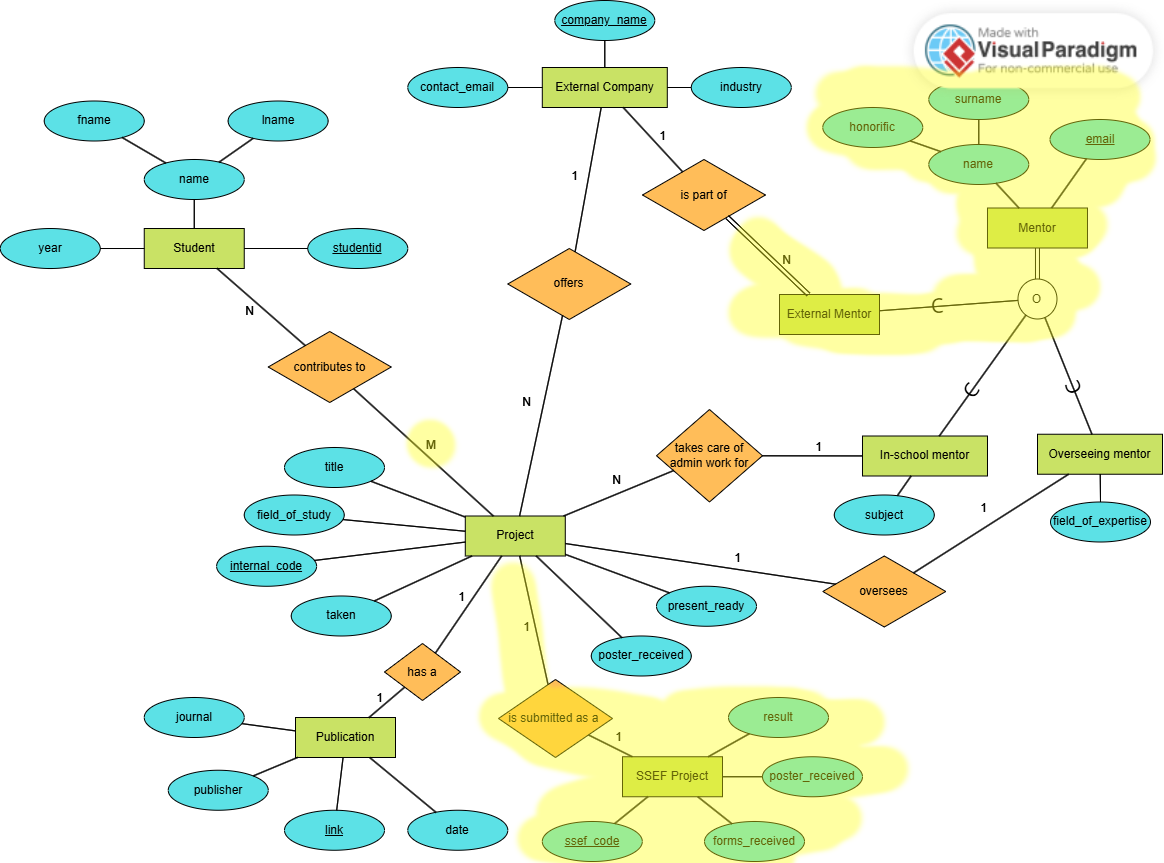 company_name
Made with
Visual Paradigm
For non-commercial use
contact_email
External Company
industry
surname
fname
lname
honorific
email
1
name
name
1
is part of
Mentor
year
Student
studentid
N
offers
O
N
External Mentor
contributes to
N
M
takes care of
admin work for
1
In-school mentor
Overseeing mentor
title
N
field_of_study
subject
1
field_of_expertise
Project
internal_code
1
oversees
taken
1
1
present_ready
poster_received
has a
1
is submitted as a
result
journal
Publication
1
SSEF Project
poster_received
publisher
link
date
ssef_code
forms_received